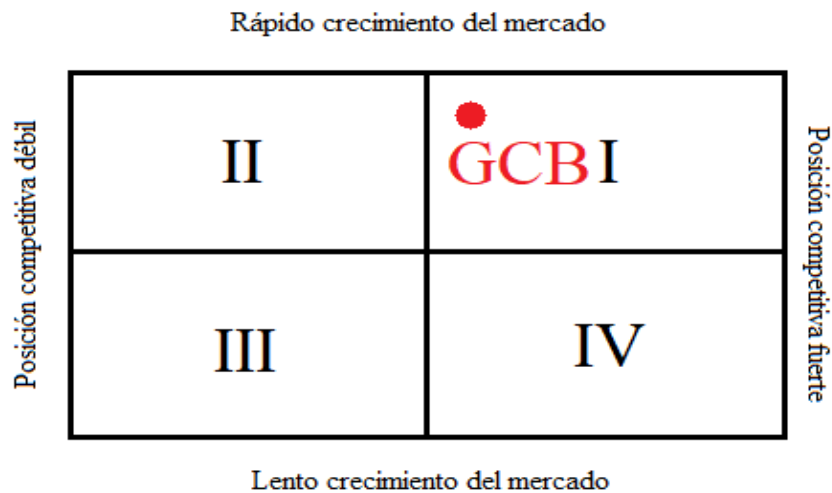 Rápido crecimiento del mercado
Posición competitiva débil
II
GCB I
Posición competitiva fuerte
III
IV
Lento crecimiento del mercado